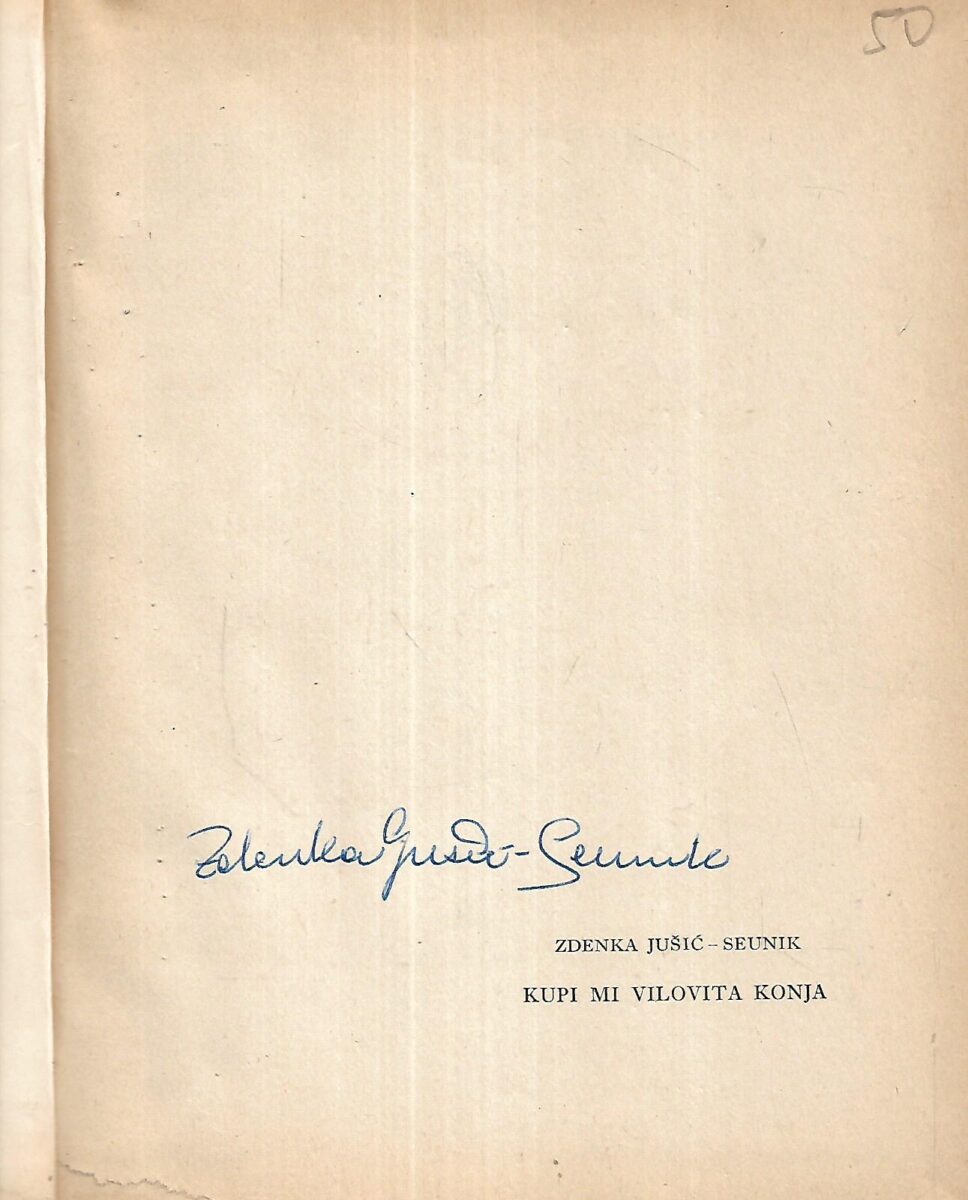 50
Zdenka Jušić-Seunik
ZDENKA JUŠIĆ – SEUNIK
KUPI MI VILOVITA KONJA